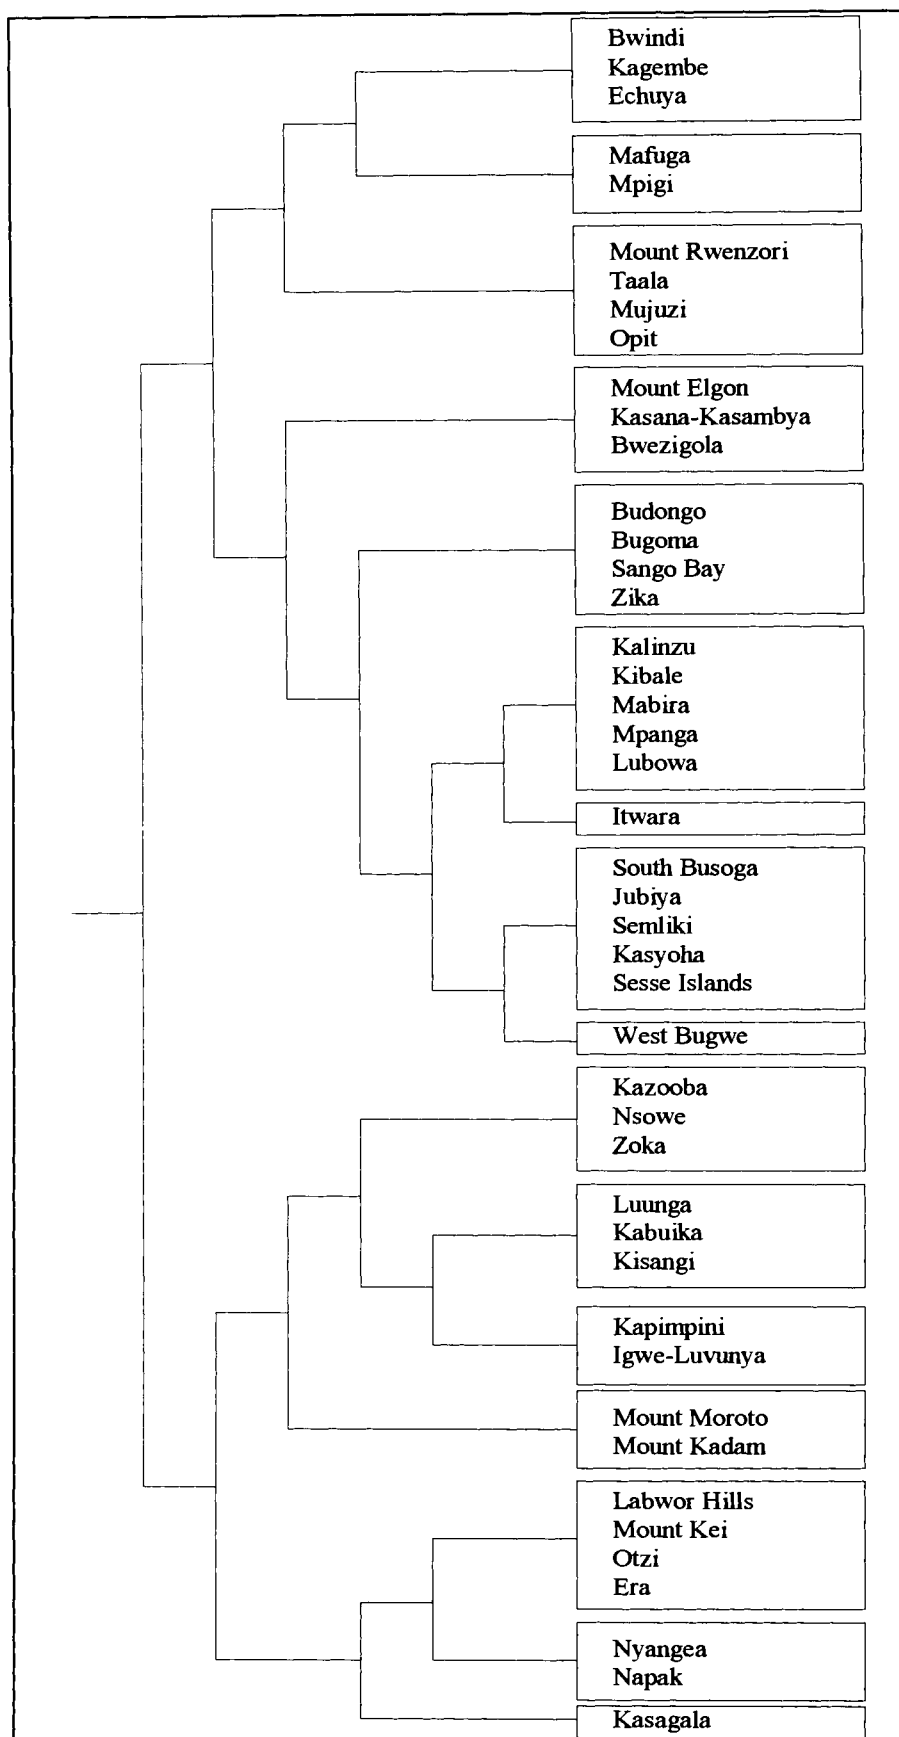 Bwindi
Kagembe
Echuya
Mafuga
Mpigi
Mount Rwenzori
Taala
Mujuzi
Opit
Mount Elgon
Kasana-Kasambya
Bwezigola
Budongo
Bugoma
Sango Bay
Zika
Kalinzu
Kibale
Mabira
Mpanga
Lubowa
Itwara
South Busoga
Jubiya
Semliki
Kasyoha
Sesse Islands
West Bugwe
Kazooba
Nsowe
Zoka
Luunga
Kabuika
Kisangi
Kapimpini
Igwe-Luvunya
Mount Moroto
Mount Kadam
Labwor Hills
Mount Kei
Otzi
Era
Nyangea
Napak
Kasagala